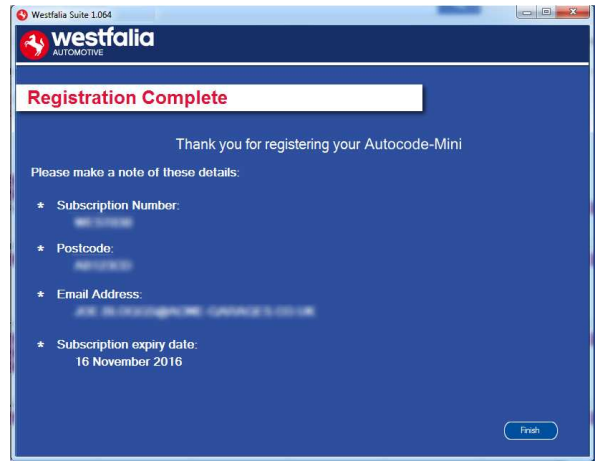 Westfalia Suite 1.064
westfalia
AUTOMOTIVE
Registration Complete
Thank you for registering your Autocode-Mini
Please make a note of these details:
* Subscription Number:
* Postcode:
* Email Address:
* Subscription expiry date:
16 November 2016
Finish